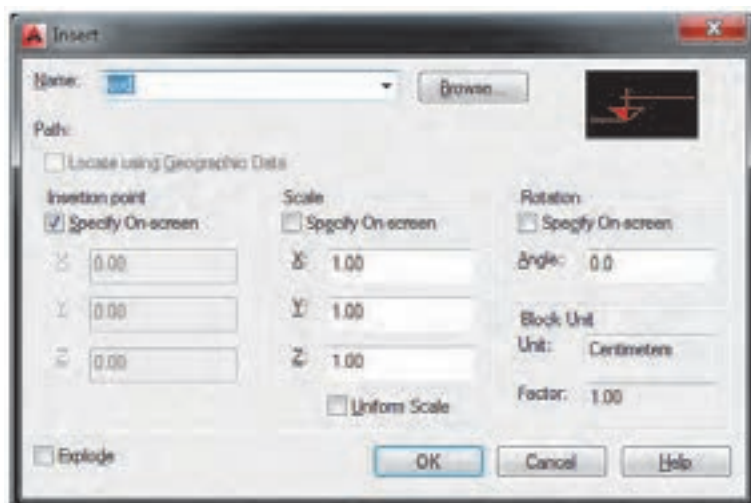 Insert
Name:
Browse...
Path:
Locate using Geographic Data
Insertion point
Specify On-screen
X: 0.00
Y: 0.00
Z: 0.00
Scale
Specify On-screen
X: 1.00
Y: 1.00
Z: 1.00
Uniform Scale
Rotation
Specify On-screen
Angle: 0.0
Block Unit
Unit: Centimeters
Factor: 1.00
Explode
OK Cancel Help